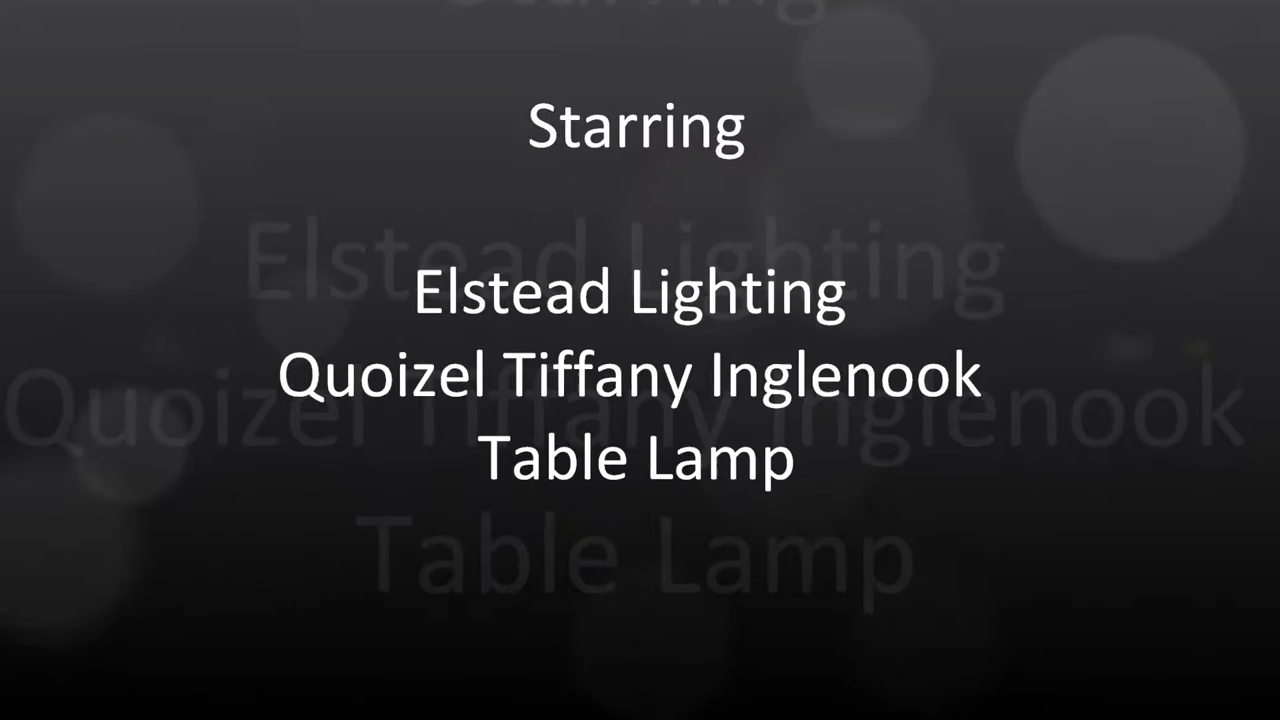 Starring
Elstead Lighting
Quoizel Tiffany Inglenook
Table Lamp